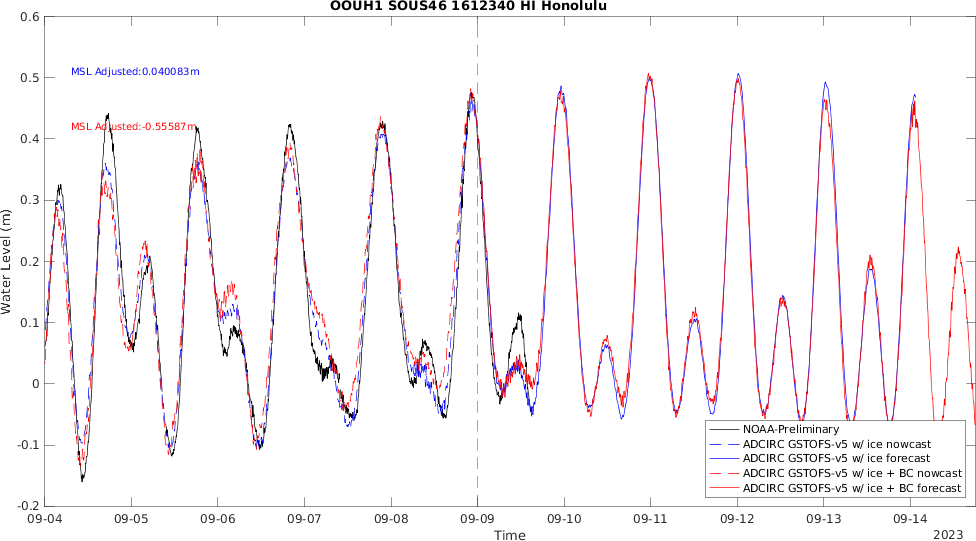 OOUH1 SOUS46 1612340 HI Honolulu
0.6
0.5
0.4
0.3
0.2
0.1
0
-0.1
-0.2
Water Level (m)
MSL Adjusted:0.040083m
MSL Adjusted:-0.55587m
NOAA-Preliminary
ADCIRC GSTOFS-v5 w/ ice nowcast
ADCIRC GSTOFS-v5 w/ ice forecast
ADCIRC GSTOFS-v5 w/ ice + BC nowcast
ADCIRC GSTOFS-v5 w/ ice + BC forecast
09-04 09-05 09-06 09-07 09-08 09-09 09-10 09-11 09-12 09-13 09-14
Time
2023